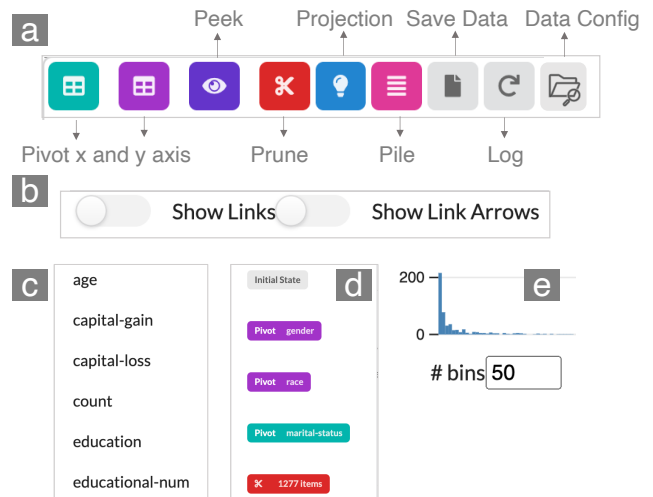 a
Peek Projection Save Data Data Config
Pivot x and y axis Prune Pile Log
b
Show Links Show Link Arrows
c
age
capital-gain
capital-loss
count
education
educational-num
d
Initial State
Pivot gender
Pivot race
Pivot marital-status
1277 items
e
200
0
# bins 50